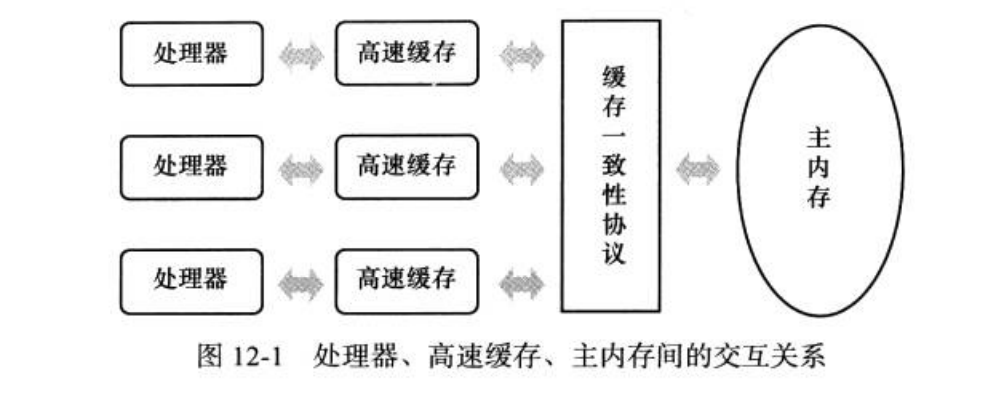 处理器
高速缓存
处理器
高速缓存
处理器
高速缓存
缓存一致性协议
主内存
图 12-1 处理器、高速缓存、主内存间的交互关系